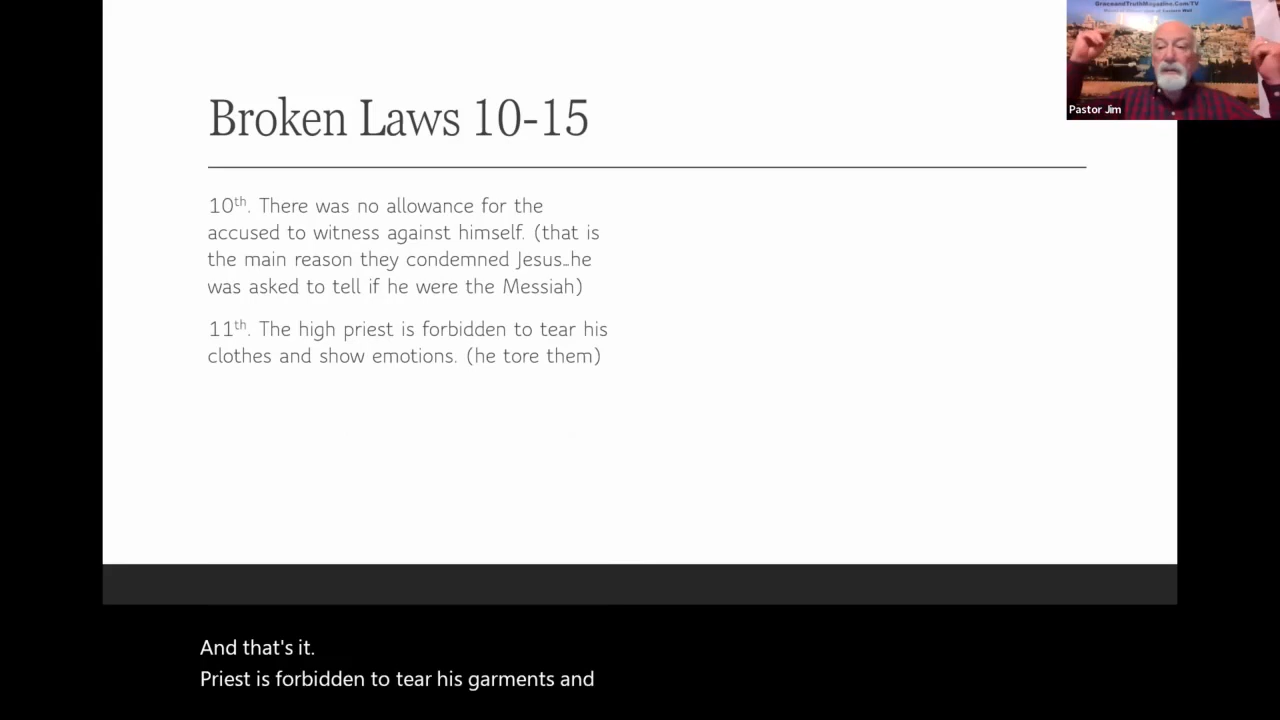 GraceandTruthMagazine.Com/TV
Pastor Jim
Broken Laws 10-15
10th. There was no allowance for the
accused to witness against himself. (that is
the main reason they condemned Jesus…he
was asked to tell if he were the Messiah)
11th. The high priest is forbidden to tear his
clothes and show emotions. (he tore them)
And that's it.
Priest is forbidden to tear his garments and